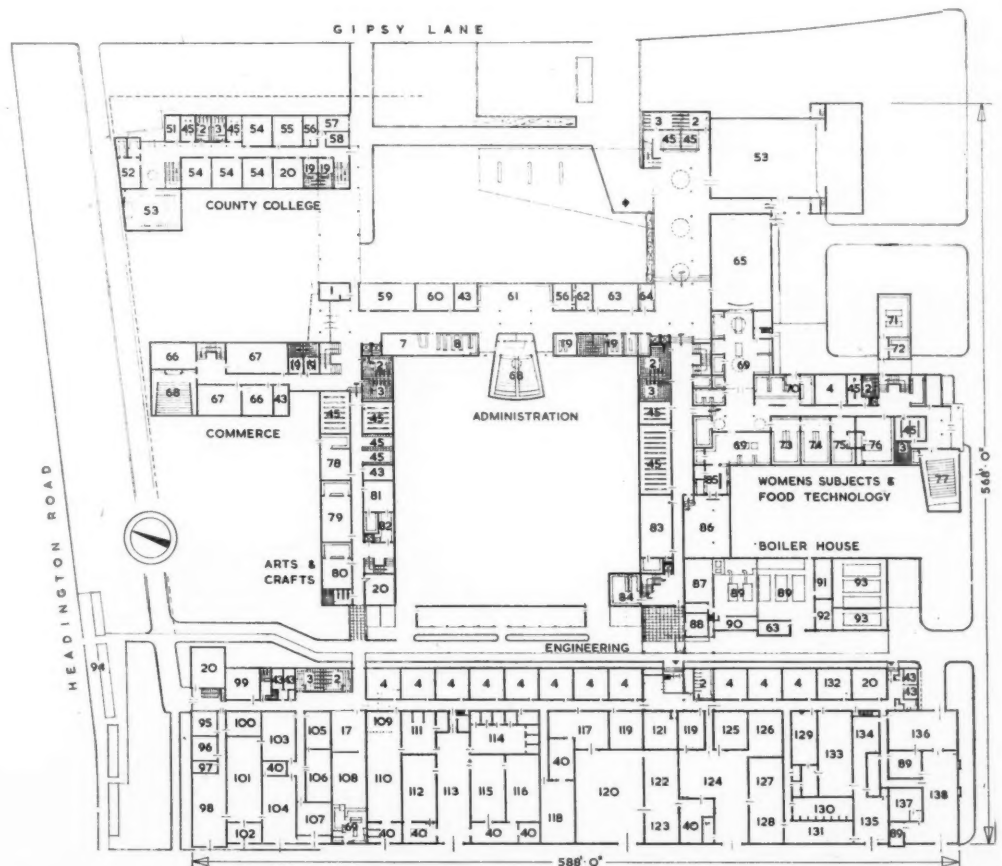 GIPSY LANE
3 2
51 45 2 3 45 54 55 56 57
58
45 45
53
52 54 54 54 20 19 19
COUNTY COLLEGE
53
65
59 60 43 61 56 62 63 64
71
7 8 19 19
72
66 67 2 69
68
68 3 2 70 4 45 2
67 66 43 3
ADMINISTRATION
COMMERCE
45 45 45 45
45 69 73 74 75 76 3
78 45 45
43 85 77
WOMENS SUBJECTS &
FOOD TECHNOLOGY
81
79 82 83 86
BOILER HOUSE
ARTS &
CRAFTS
80 20 84 87 89 89 91 93
88 90 63 92 93
HEADINGTON ROAD
568'·0"
ENGINEERING
94
20 99 43 43 3 2 4 4 4 4 4 4 4 4 2 4 4 4 132 20 43
43
95 100 103 105 17 109 111 114 117 119 121 119 125 126 129 134 136
96 40 133
97 101 106 108 110 112 113 115 116 40 120 122 124 127 89 138
98 104 130 137
102 107 69 40 40 40 40 118 123 40 128 131 135 89
588'·0"